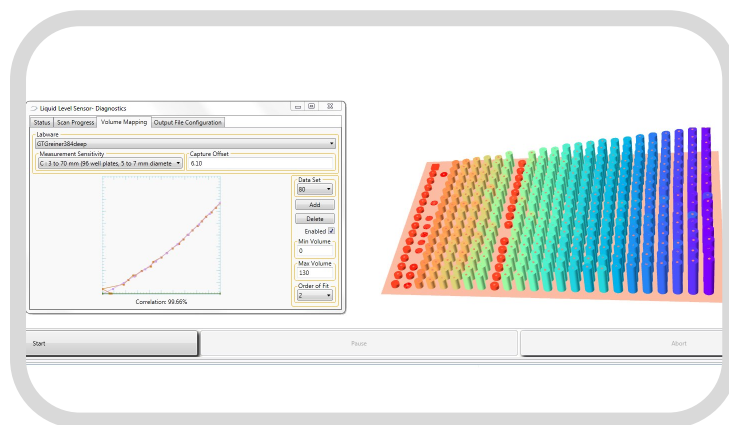 Liquid Level Sensor- Diagnostics
Status Scan Progress Volume Mapping Output File Configuration
Labware
GTGreiner384deep
Measurement Sensitivity Capture Offset
C : 3 to 70 mm (96 well plates, 5 to 7 mm diamete 6.10
Data Set
80
Add
Delete
Enabled
Min Volume
0
Max Volume
130
Order of Fit
2
Correlation: 99.66%
Start Pause Abort